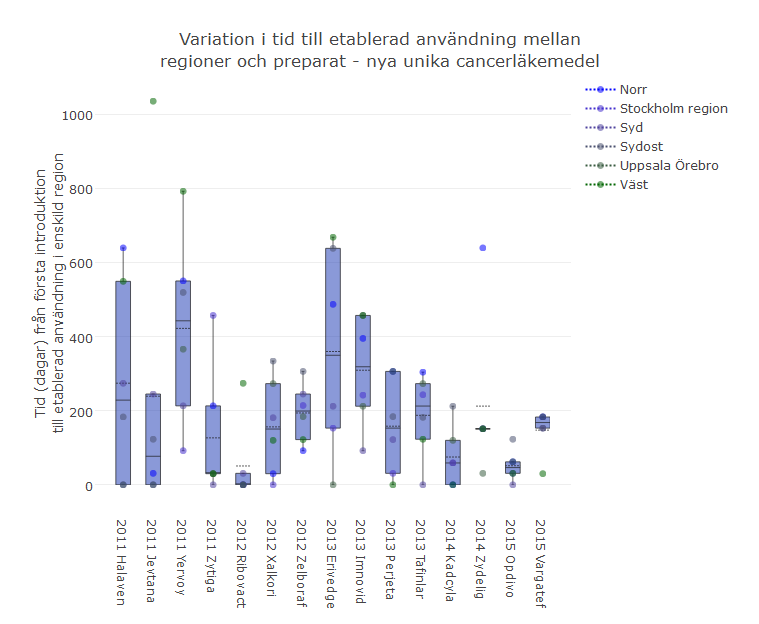 Variation i tid till etablerad användning mellan
regioner och preparat - nya unika cancerläkemedel
Norr
Stockholm region
Syd
Sydost
Uppsala Örebro
Väst
Tid (dagar) från första introduktion
till etablerad användning i enskild region
1000
800
600
400
200
0
2011 Halaven
2011 Jevtana
2011 Yervoy
2011 Zytiga
2012 Ribovact
2012 Xalkori
2012 Zelboraf
2013 Erivedge
2013 Imnovid
2013 Perjeta
2013 Tafinlar
2014 Kadcyla
2014 Zydelig
2015 Opdivo
2015 Vargatef